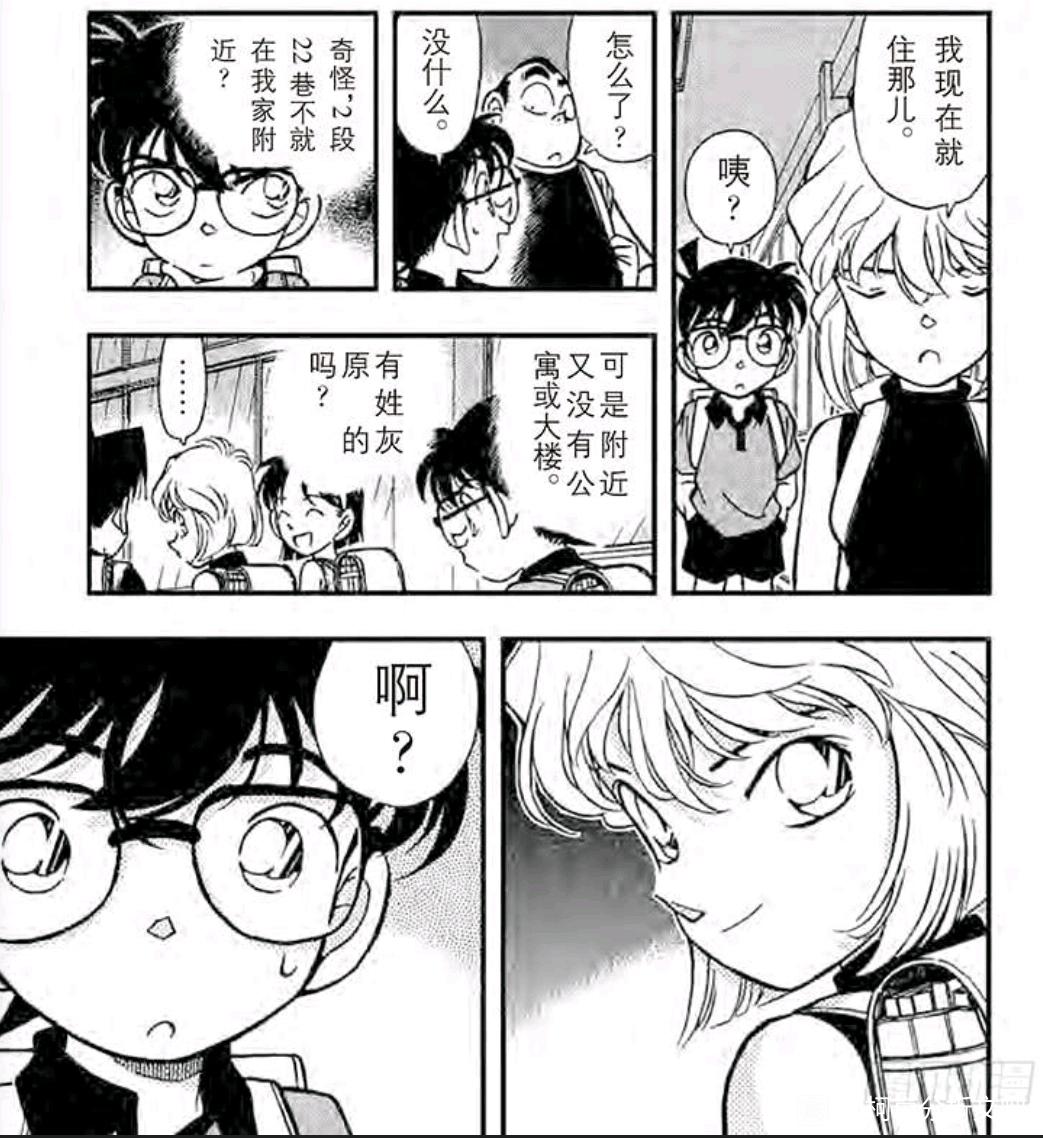 我现在就
住那儿。
咦
？
怎么了？
没什么。
奇怪’2段
22巷不就
在我家附
近？
可是附近
又没有公
寓或大楼。
有姓灰
原的
吗？
……
啊
？